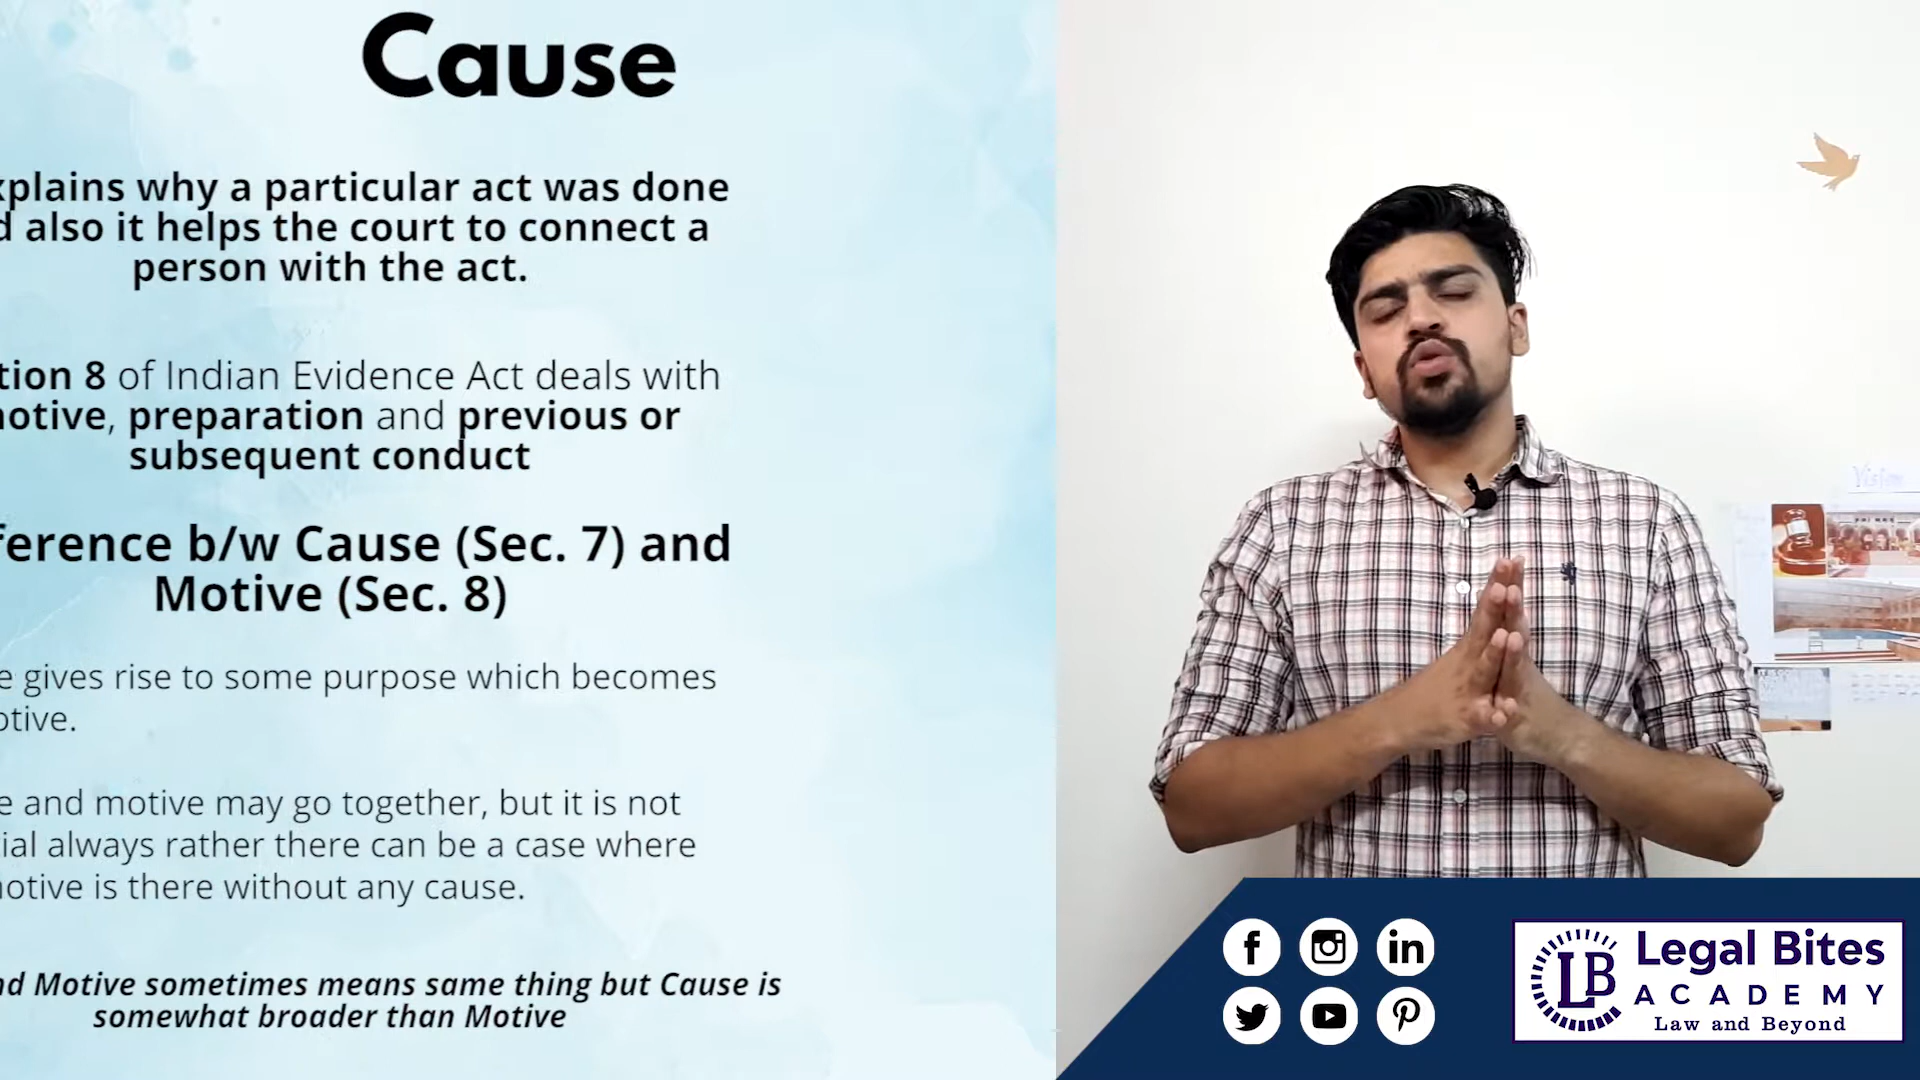 Cause
xplains why a particular act was done
d also it helps the court to connect a
person with the act.
tion 8 of Indian Evidence Act deals with
notive, preparation and previous or
subsequent conduct
ference b/w Cause (Sec. 7) and
Motive (Sec. 8)
e gives rise to some purpose which becomes
otive.
e and motive may go together, but it is not
ial always rather there can be a case where
notive is there without any cause.
nd Motive sometimes means same thing but Cause is
somewhat broader than Motive
Vision
LB
Legal Bites
ACADEMY
Law and Beyond